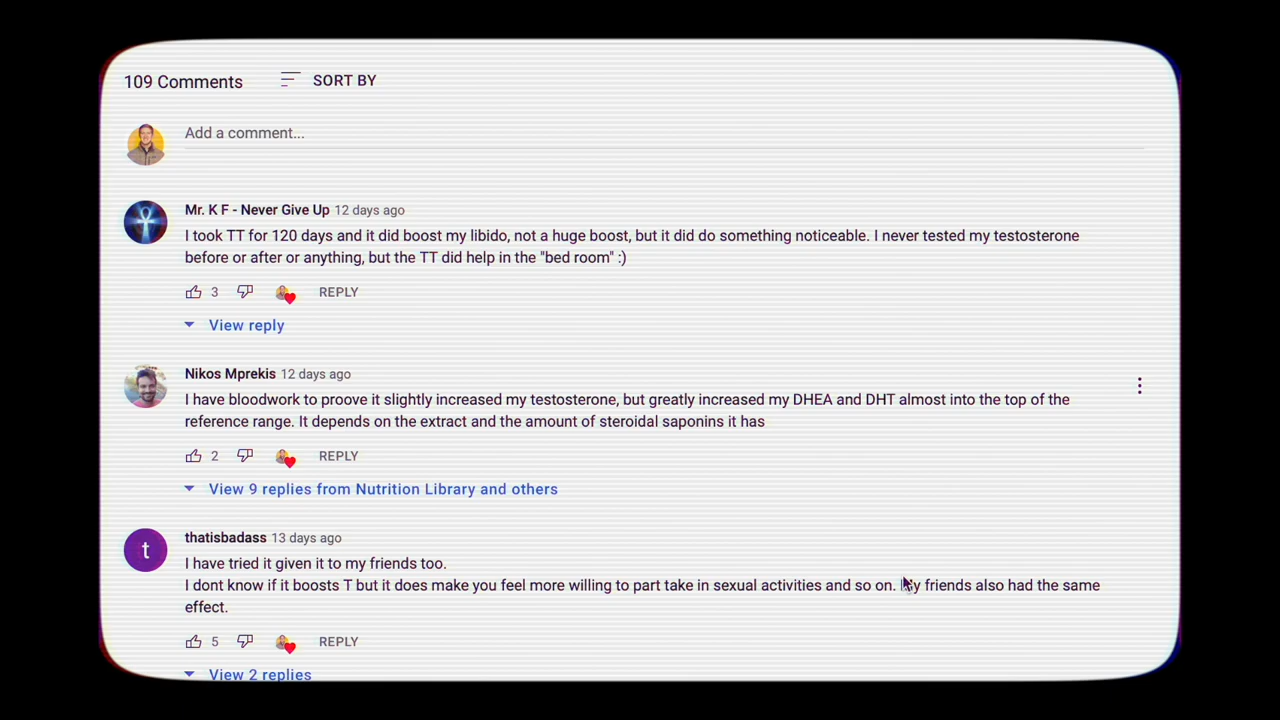 109 Comments
SORT BY
Add a comment...
Mr. K F - Never Give Up 12 days ago
I took TT for 120 days and it did boost my libido, not a huge boost, but it did do something noticeable. I never tested my testosterone
before or after or anything, but the TT did help in the "bed room" :)
3
REPLY
View reply
Nikos Mprekis 12 days ago
I have bloodwork to proove it slightly increased my testosterone, but greatly increased my DHEA and DHT almost into the top of the
reference range. It depends on the extract and the amount of steroidal saponins it has
2
REPLY
View 9 replies from Nutrition Library and others
t
thatisbadass 13 days ago
I have tried it given it to my friends too.
I dont know if it boosts T but it does make you feel more willing to part take in sexual activities and so on. My friends also had the same
effect.
5
REPLY
View 2 replies